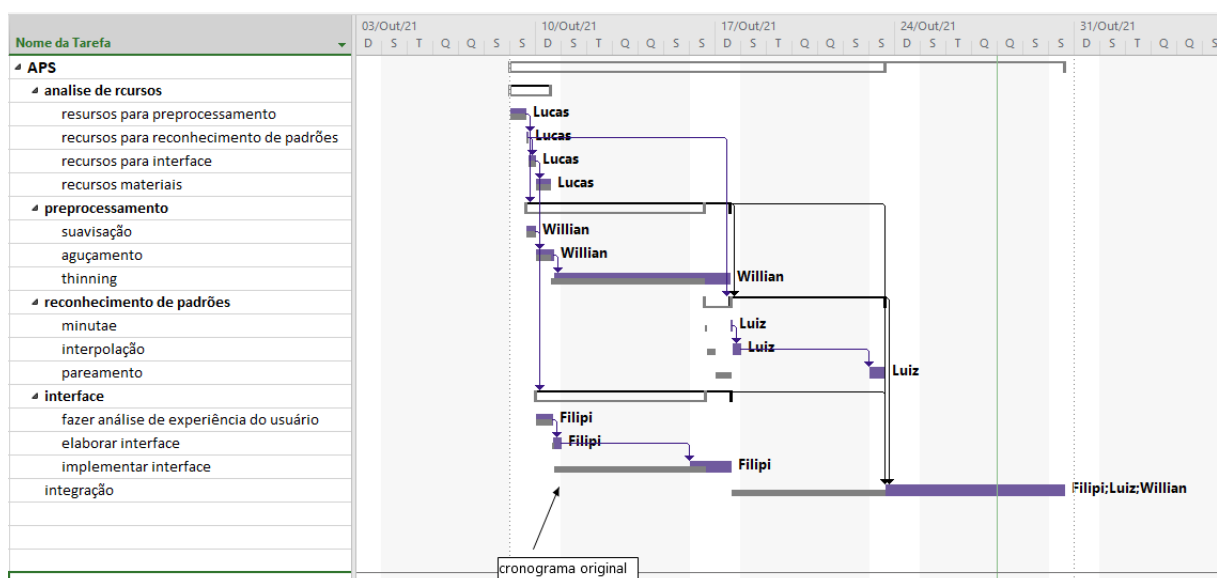 03/Out/21 10/Out/21 17/Out/21 24/Out/21 31/Out/21
Nome da Tarefa D S T Q Q S S D S T Q Q S S D S T Q Q S S D S T Q Q S S D S T Q Q S
APS
analise de rcursos
resursos para preprocessamento Lucas
recursos para reconhecimento de padrões Lucas
recursos para interface Lucas
recursos materiais Lucas
preprocessamento
suavisação Willian
aguçamento Willian
thinning Willian
reconhecimento de padrões
minutae Luiz
interpolação Luiz
pareamento Luiz
interface
fazer análise de experiência do usuário Filipi
elaborar interface Filipi
implementar interface Filipi
integração Filipi;Luiz;Willian
cronograma original